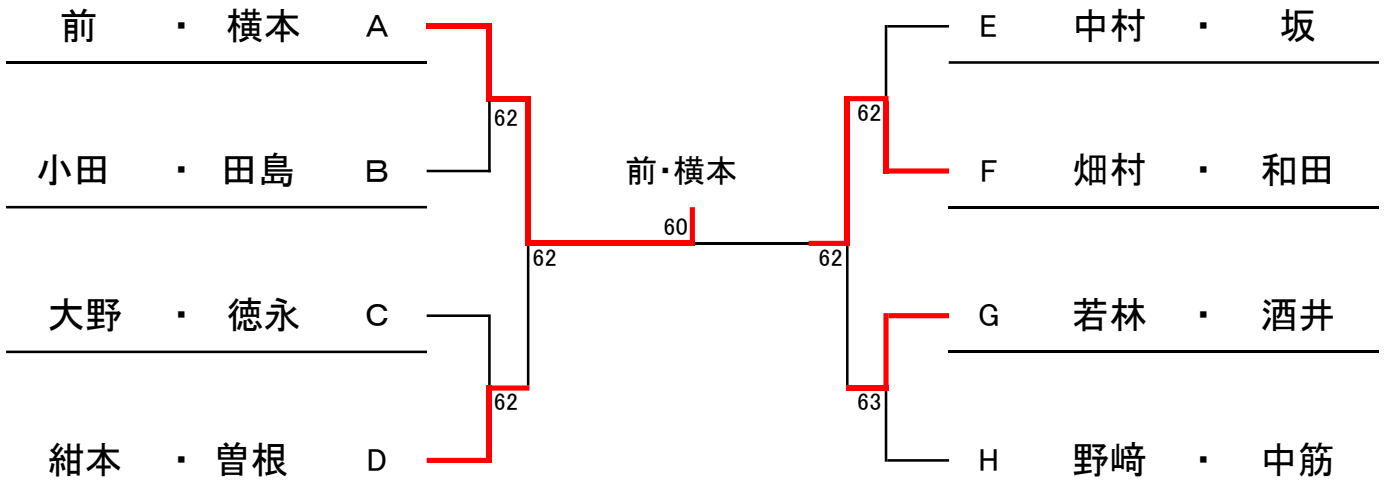 前 ・ 横本 A
E 中村 ・ 坂
62
62
小田 ・ 田島 B
前・横本
F 畑村 ・ 和田
60
62
62
大野 ・ 徳永 C
G 若林 ・ 酒井
62
63
紺本 ・ 曽根 D
H 野﨑 ・ 中筋